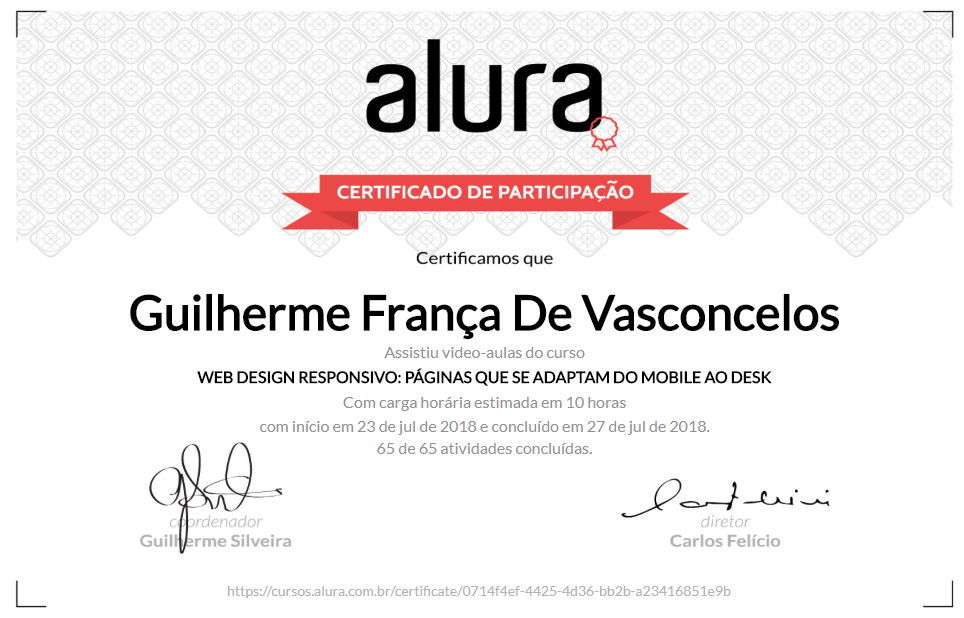 alura
CERTIFICADO DE PARTICIPAÇÃO
Certificamos que
Guilherme França De Vasconcelos
Assistiu video-aulas do curso
WEB DESIGN RESPONSIVO: PÁGINAS QUE SE ADAPTAM DO MOBILE AO DESK
Com carga horária estimada em 10 horas
com início em 23 de jul de 2018 e concluído em 27 de jul de 2018.
65 de 65 atividades concluídas.
coordenador
Guilherme Silveira
diretor
Carlos Felício
https://cursos.alura.com.br/certificate/0714f4ef-4425-4d36-bb2b-a23416851e9b